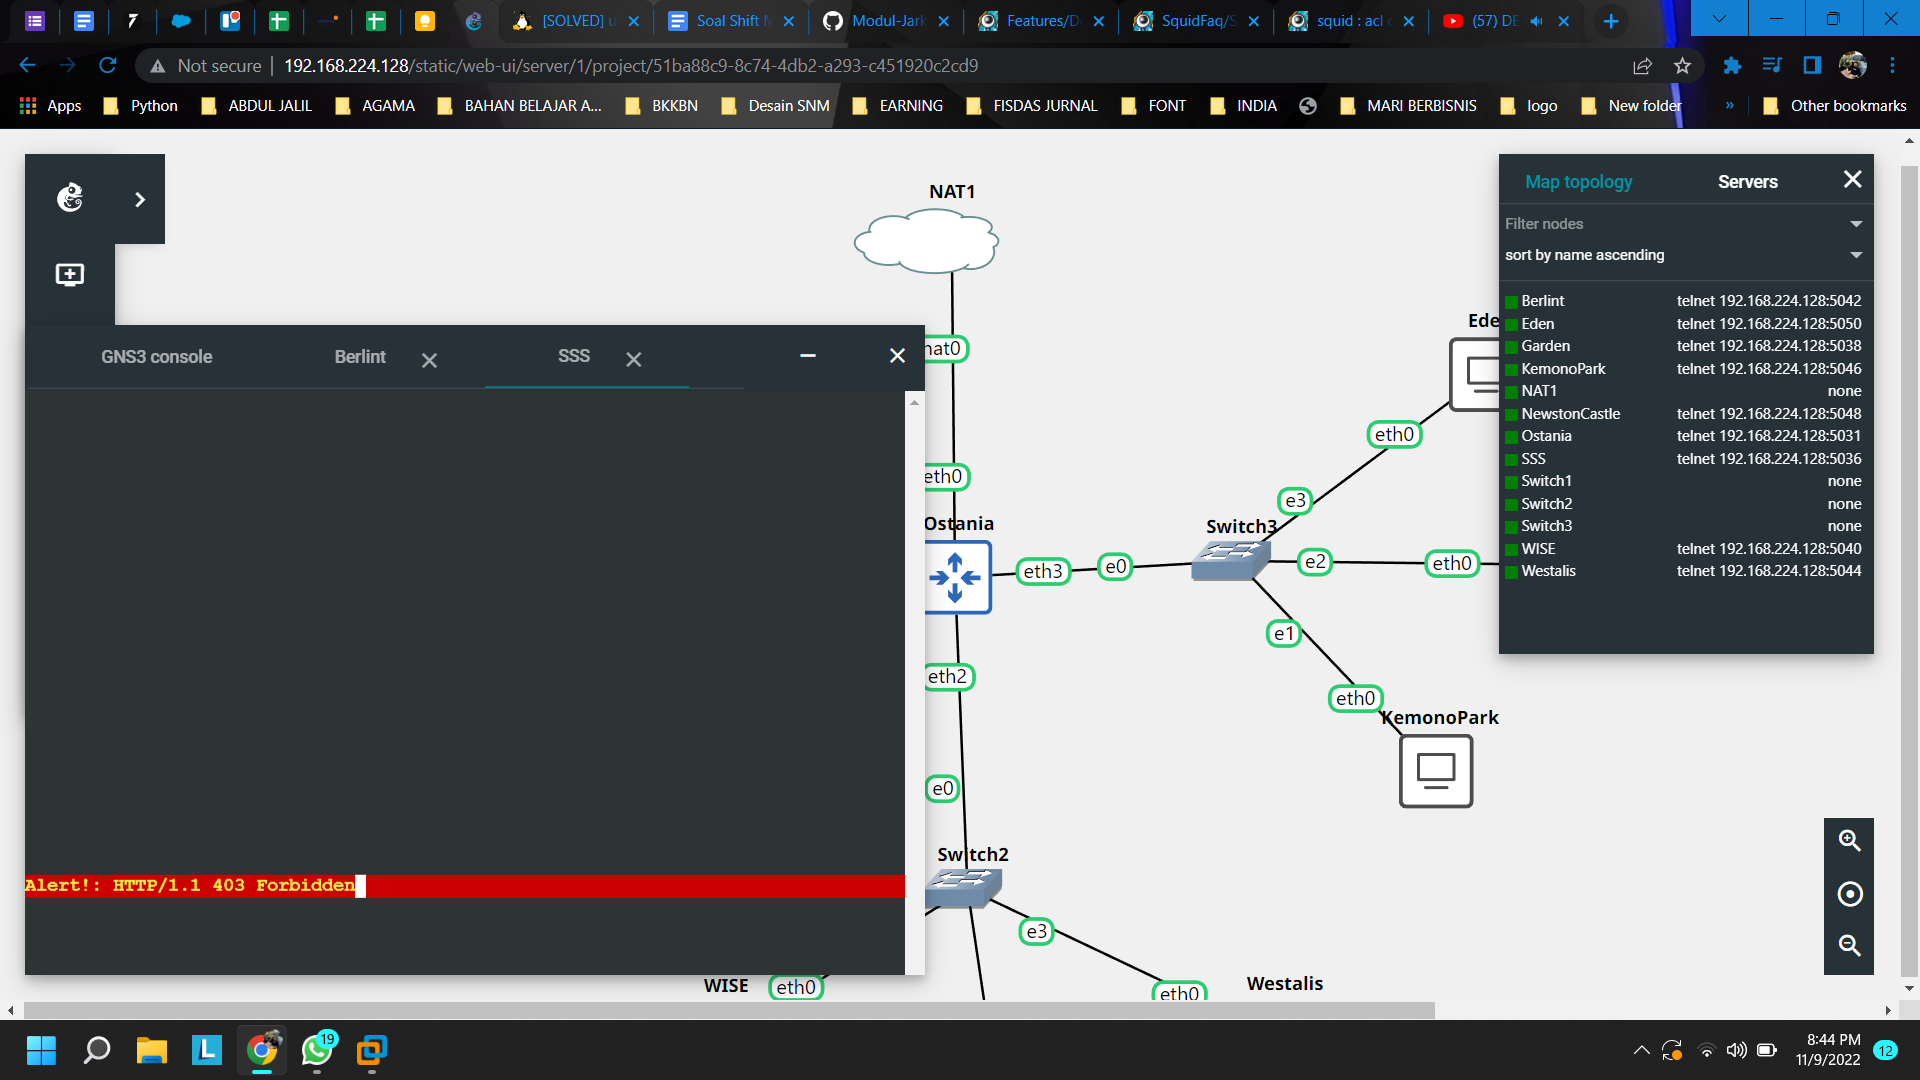 [SOLVED] u
Soal Shift M
Modul-Jark
Features/D
SquidFaq/S
squid : acl
(57) DE
Not secure
192.168.224.128/static/web-ui/server/1/project/51ba88c9-8c74-4db2-a293-c451920c2cd9
Apps
Python
ABDUL JALIL
AGAMA
BAHAN BELAJAR A...
BKKBN
Desain SNM
EARNING
FISDAS JURNAL
FONT
INDIA
MARI BERBISNIS
logo
New folder
»
Other bookmarks
NAT1
nat0
eth0
Ostania
eth3
e0
Switch3
e3
eth0
Ede
e2
eth0
e1
eth0
KemonoPark
eth2
e0
Switch2
e3
eth0
Westalis
WISE
eth0
GNS3 console
Berlint
SSS
Alert!: HTTP/1.1 403 Forbidden
Map topology
Servers
Filter nodes
sort by name ascending
Berlint telnet 192.168.224.128:5042
Eden telnet 192.168.224.128:5050
Garden telnet 192.168.224.128:5038
KemonoPark telnet 192.168.224.128:5046
NAT1 none
NewstonCastle telnet 192.168.224.128:5048
Ostania telnet 192.168.224.128:5031
SSS telnet 192.168.224.128:5036
Switch1 none
Switch2 none
Switch3 none
WISE telnet 192.168.224.128:5040
Westalis telnet 192.168.224.128:5044
19
8:44 PM
11/9/2022
12